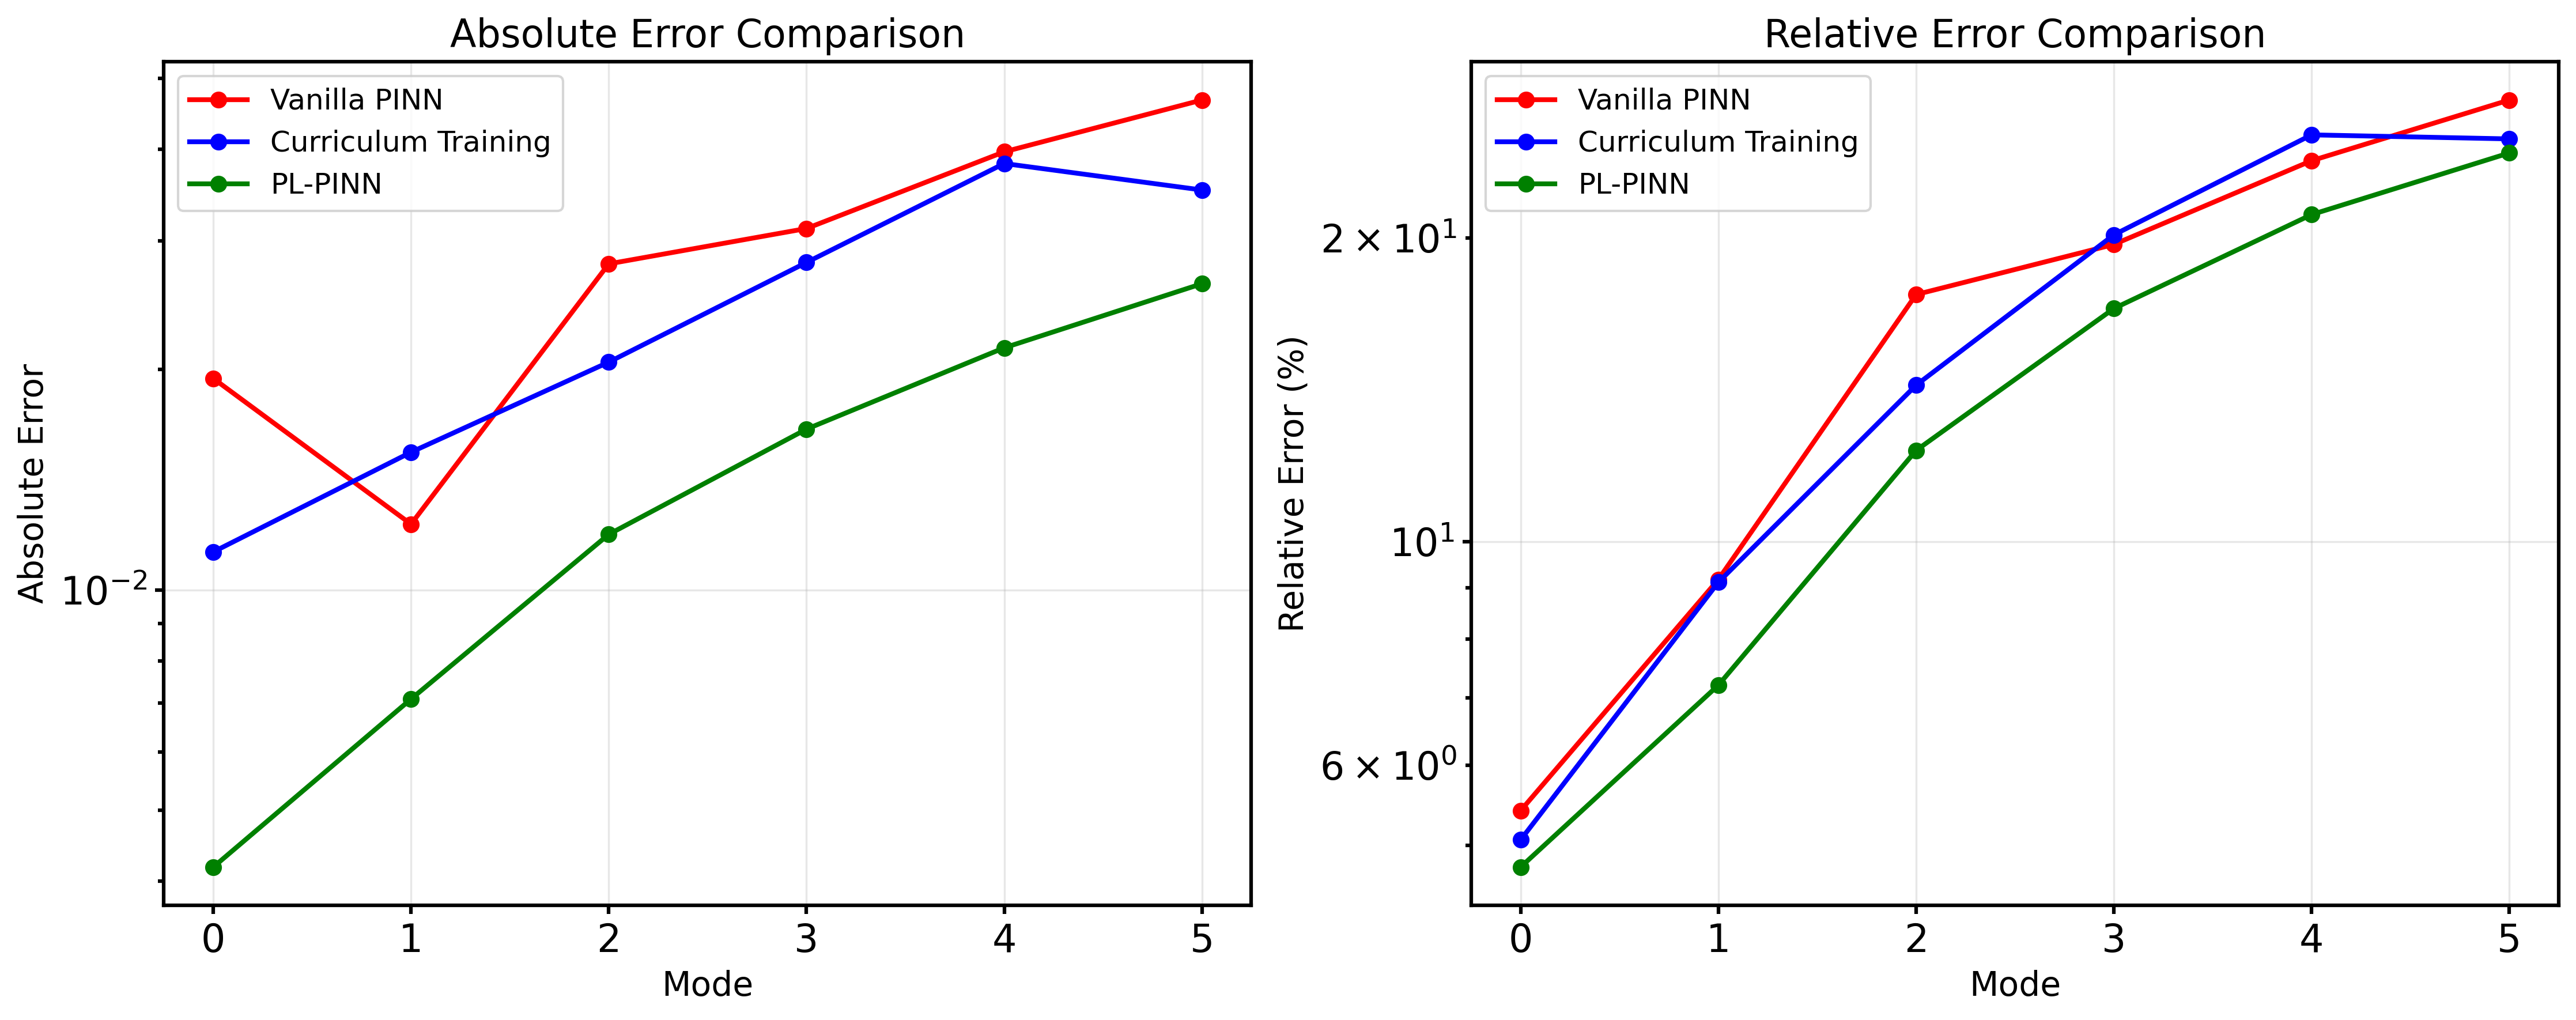 Absolute Error Comparison
Vanilla PINN
Curriculum Training
PL-PINN
Absolute Error
10⁻²
0 1 2 3 4 5
Mode
Relative Error Comparison
Vanilla PINN
Curriculum Training
PL-PINN
Relative Error (%)
2 × 10¹
10¹
6 × 10⁰
0 1 2 3 4 5
Mode